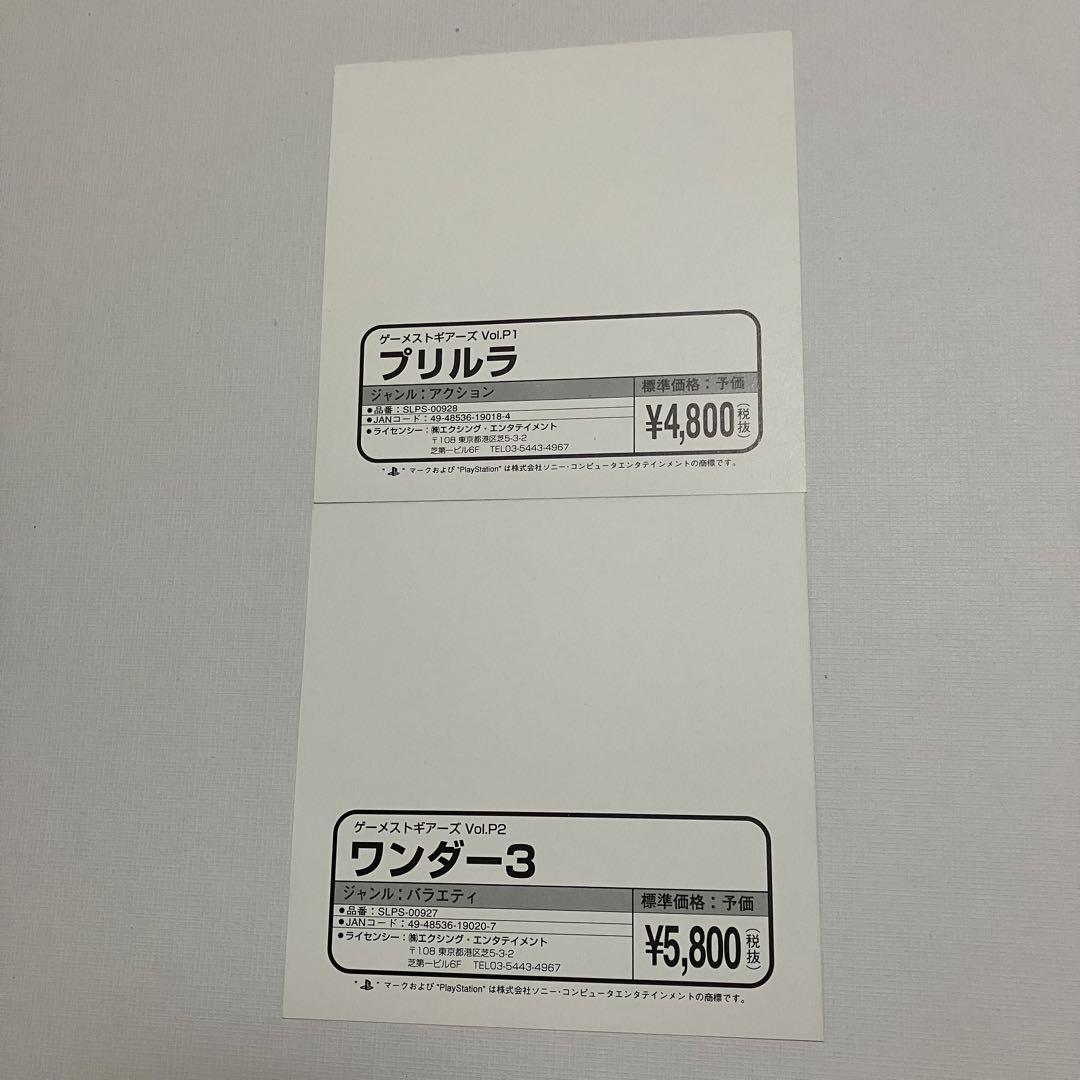 ゲーメストギアーズ Vol.P1
プリルラ
ジャンル：アクション
●品番：SLPS-00928
●JANコード：49-48536-19018-4
●ライセンシー：㈱エクシング・エンタテイメント
〒108 東京都港区芝5-3-2
芝第一ビル6F TEL03-5443-4967
標準価格：予価
¥4,800（税抜）
" " マークおよび "PlayStation" は株式会社ソニー・コンピュータエンタテインメントの商標です。
ゲーメストギアーズ Vol.P2
ワンダー3
ジャンル：バラエティ
●品番：SLPS-00927
●JANコード：49-48536-19020-7
●ライセンシー：㈱エクシング・エンタテイメント
〒108 東京都港区芝5-3-2
芝第一ビル6F TEL03-5443-4967
標準価格：予価
¥5,800（税抜）
" " マークおよび "PlayStation" は株式会社ソニー・コンピュータエンタテインメントの商標です。